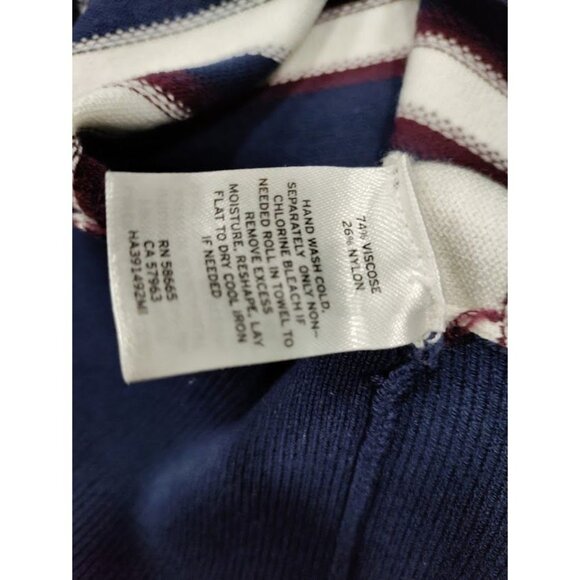 74% VISCOSE
26% NYLON
HAND WASH COLD.
SEPARATELY ONLY NON-
CHLORINE BLEACH IF
NEEDED ROLL IN TOWEL TO
REMOVE EXCESS
MOISTURE, RESHAPE, LAY
FLAT TO DRY COOL IRON
IF NEEDED
RN 58665
CA 57963
HA391492WI